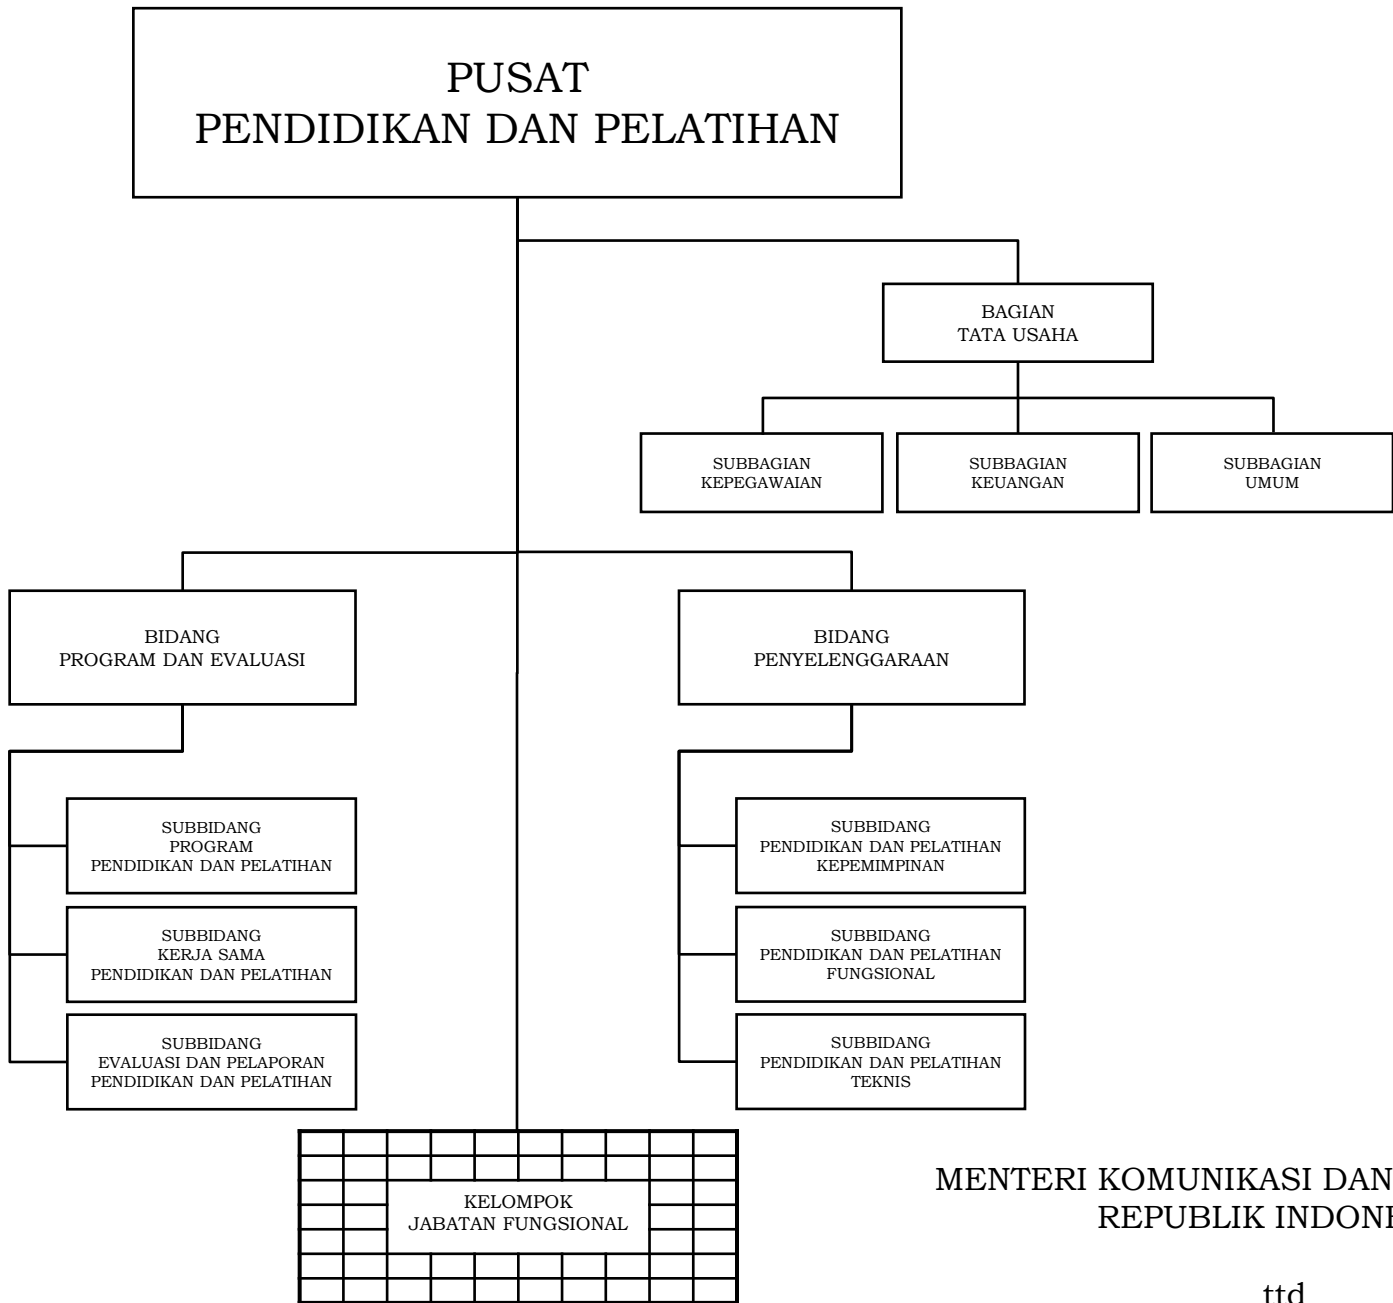 PUSAT
PENDIDIKAN DAN PELATIHAN
BAGIAN
TATA USAHA
SUBBAGIAN
KEPEGAWAIAN
SUBBAGIAN
KEUANGAN
SUBBAGIAN
UMUM
BIDANG
PROGRAM DAN EVALUASI
BIDANG
PENYELENGGARAAN
SUBBIDANG
PROGRAM
PENDIDIKAN DAN PELATIHAN
SUBBIDANG
KERJA SAMA
PENDIDIKAN DAN PELATIHAN
SUBBIDANG
EVALUASI DAN PELAPORAN
PENDIDIKAN DAN PELATIHAN
SUBBIDANG
PENDIDIKAN DAN PELATIHAN
KEPEMIMPINAN
SUBBIDANG
PENDIDIKAN DAN PELATIHAN
FUNGSIONAL
SUBBIDANG
PENDIDIKAN DAN PELATIHAN
TEKNIS
KELOMPOK
JABATAN FUNGSIONAL
MENTERI KOMUNIKASI DAN
REPUBLIK
ttd